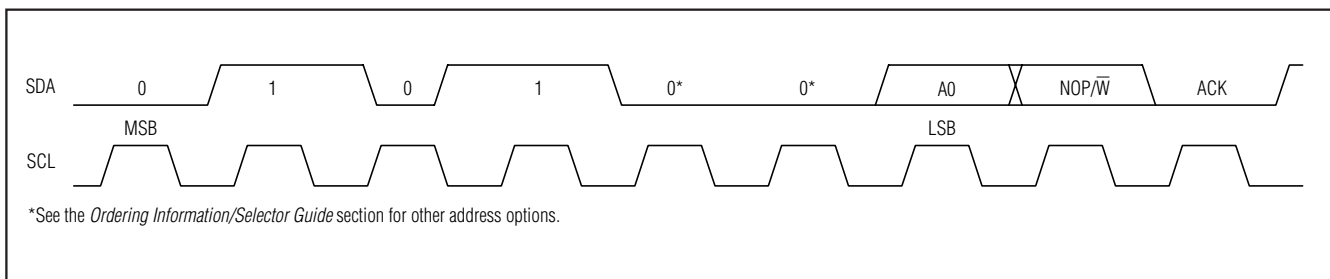 SDA 0 1 0 1 0* 0* A0 NOP/W̅ ACK
MSB LSB
SCL
*See the Ordering Information/Selector Guide section for other address options.